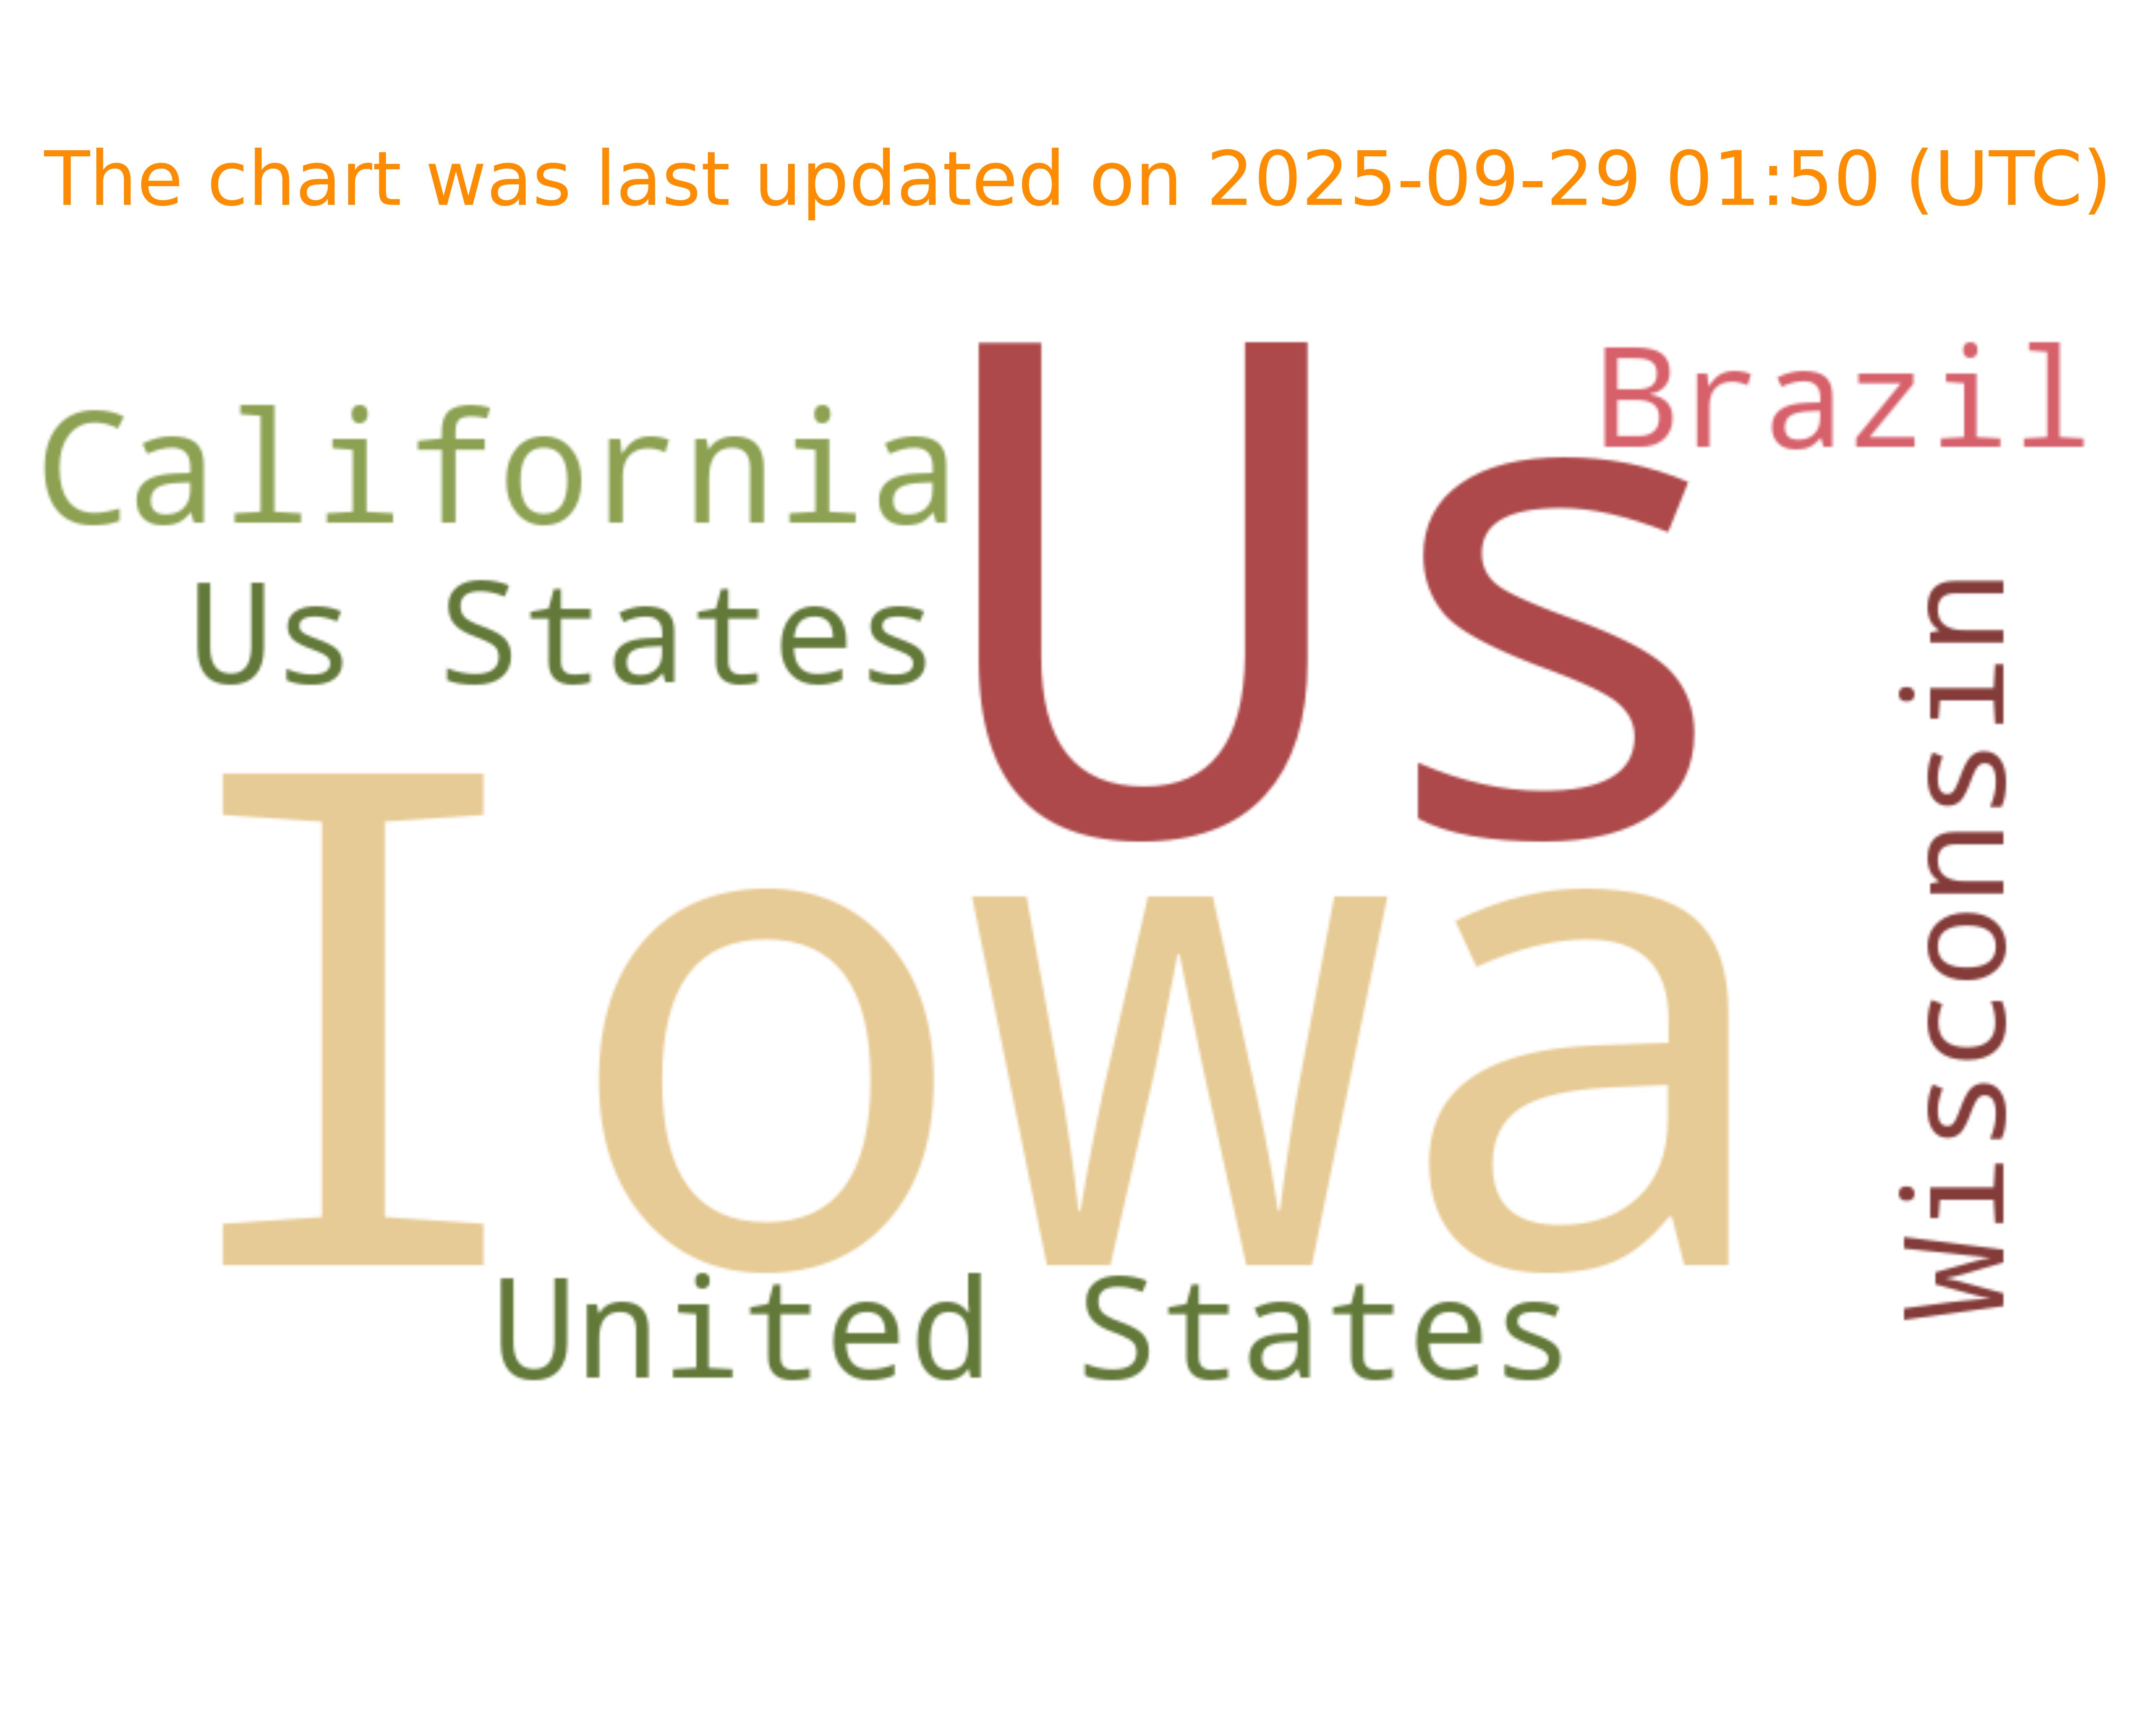 The chart was last updated on 2025-09-29 01:50 (UTC)
Brazil
California
Us
Us States
Wisconsin
Iowa
United States